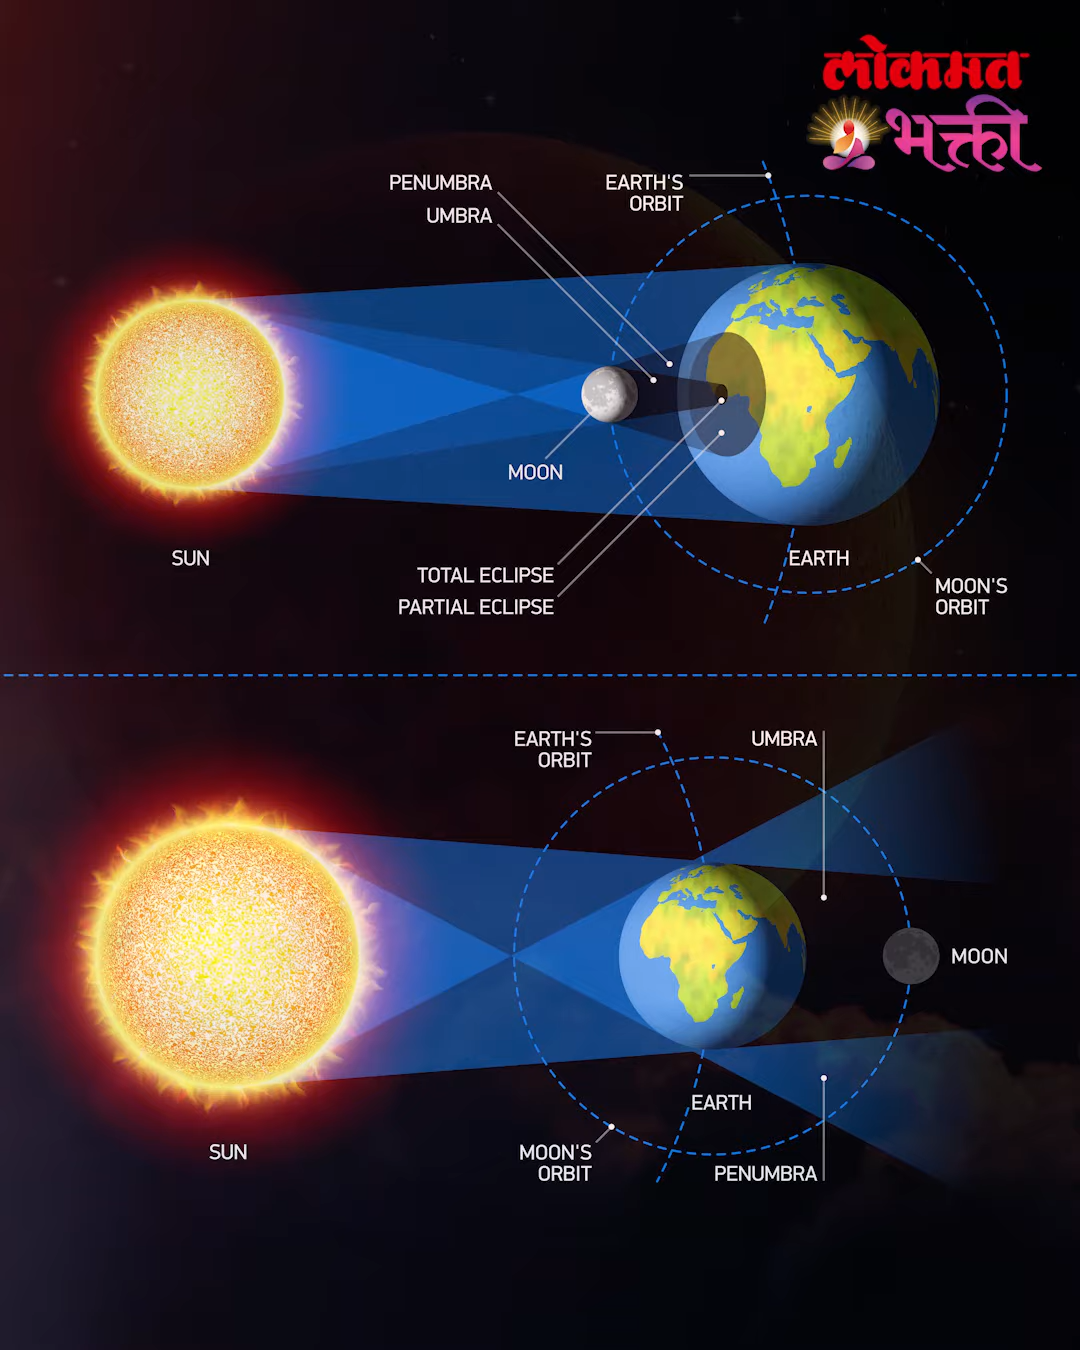 लोकमत
भक्ती
PENUMBRA
UMBRA
EARTH'S
ORBIT
MOON
SUN
TOTAL ECLIPSE
PARTIAL ECLIPSE
EARTH
MOON'S
ORBIT
EARTH'S
ORBIT
UMBRA
MOON
EARTH
SUN
MOON'S
ORBIT
PENUMBRA